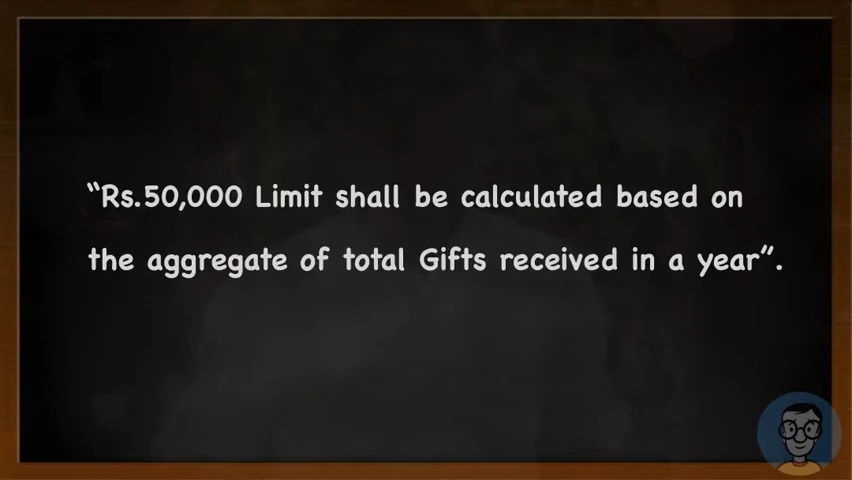 “Rs.50,000 Limit shall be calculated based on
the aggregate of total Gifts received in a year”.